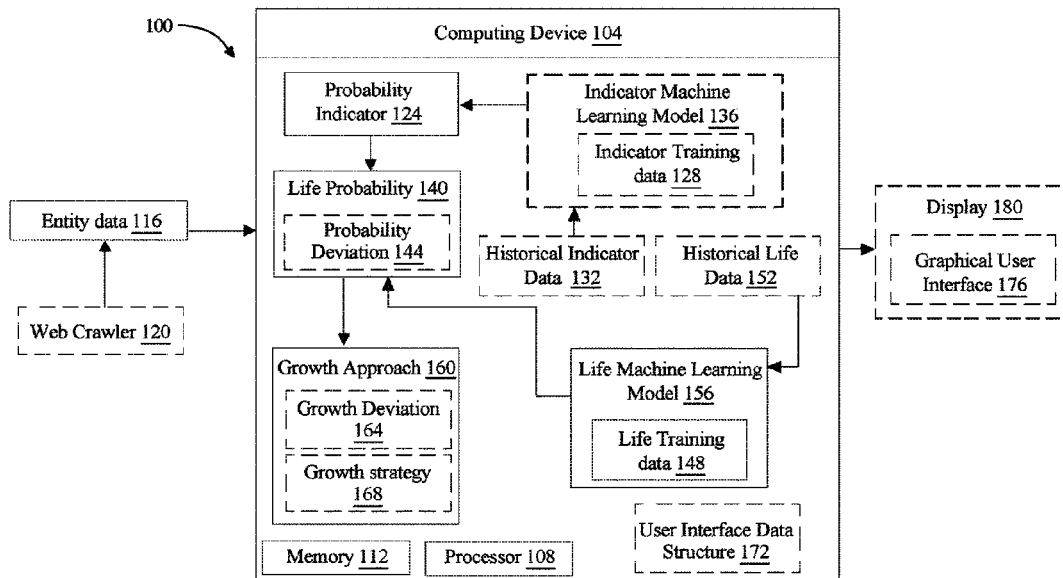 100
Computing Device 104
Probability
Indicator 124
Indicator Machine
Learning Model 136
Indicator Training
data 128
Life Probability 140
Probability
Deviation 144
Entity data 116
Web Crawler 120
Historical Indicator
Data 132
Historical Life
Data 152
Display 180
Graphical User
Interface 176
Growth Approach 160
Growth Deviation
164
Growth strategy
168
Life Machine Learning
Model 156
Life Training
data 148
User Interface Data
Structure 172
Memory 112
Processor 108